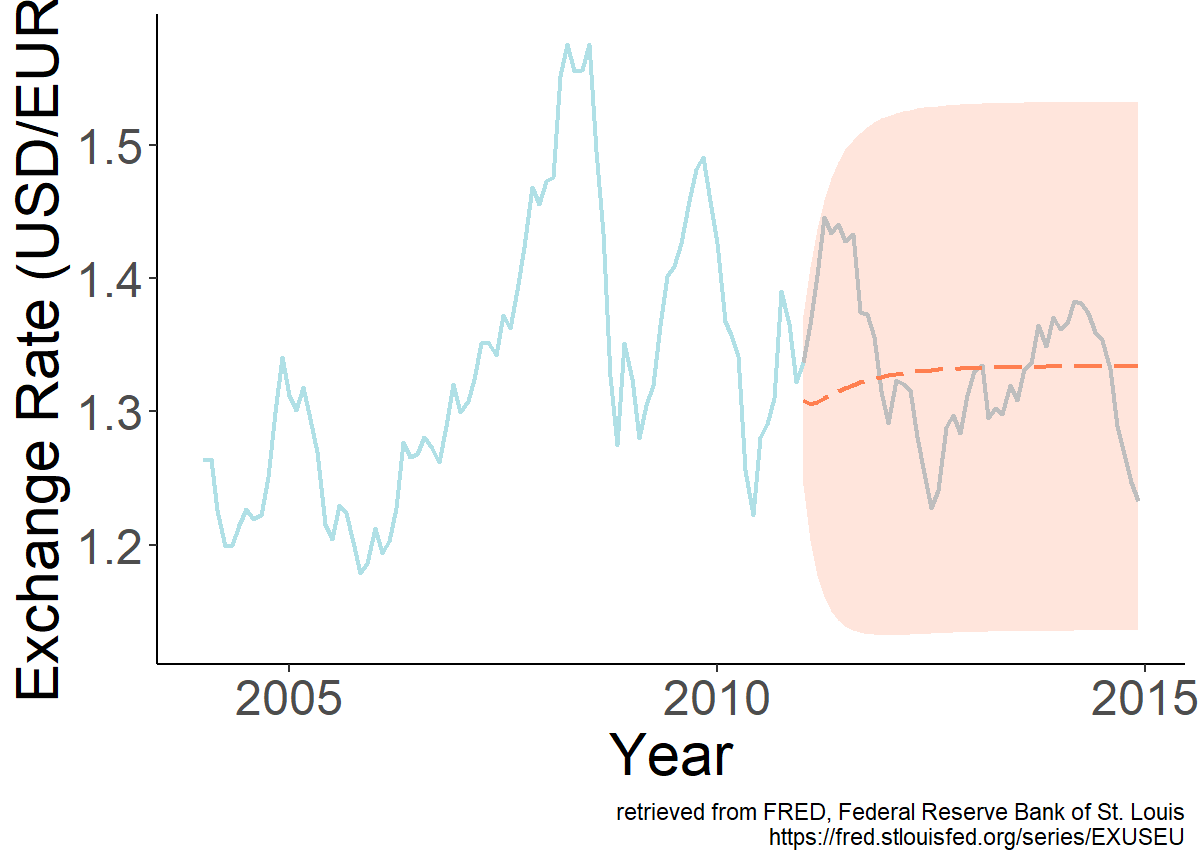 Exchange Rate (USD/EUR
1.5
1.4
1.3
1.2
2005 2010 2015
Year
retrieved from FRED, Federal Reserve Bank of St. Louis
https://fred.stlouisfed.org/series/EXUSEU